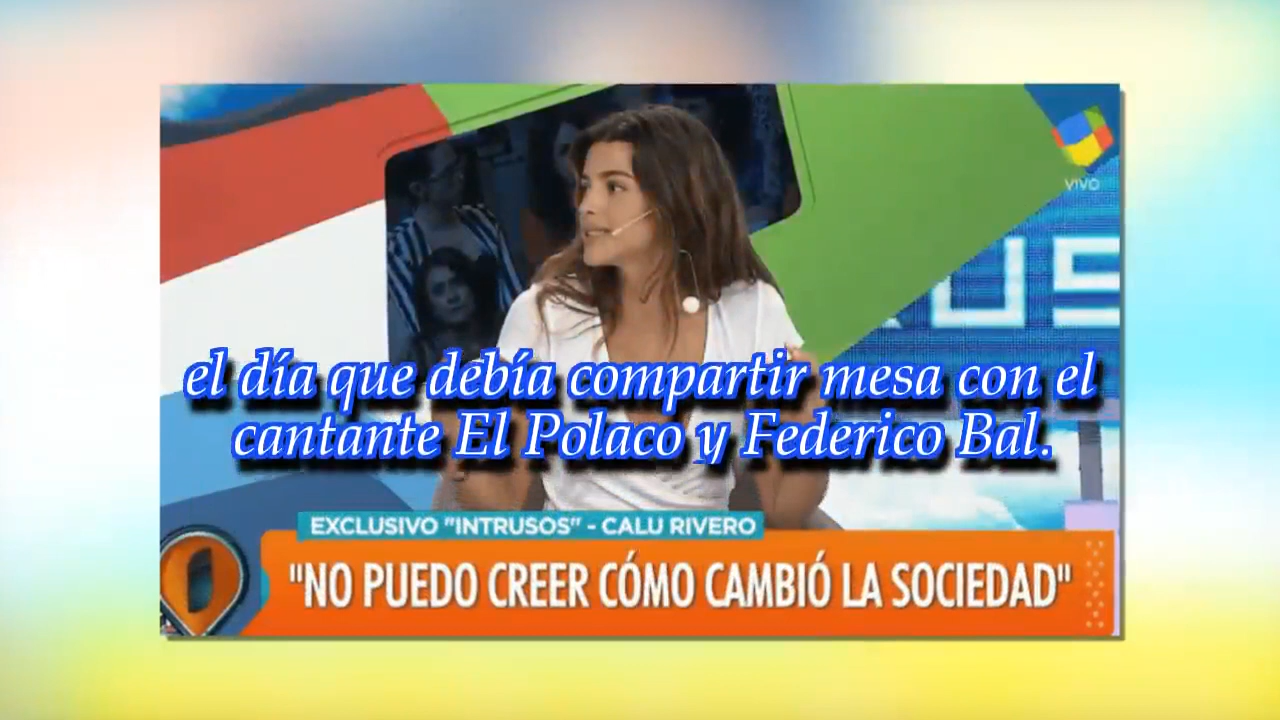 VIVO
US
el día que debía compartir mesa con el
cantante El Polaco y Federico Bal.
EXCLUSIVO "INTRUSOS" - CALU RIVERO
"NO PUEDO CREER CÓMO CAMBIÓ LA SOCIEDAD"